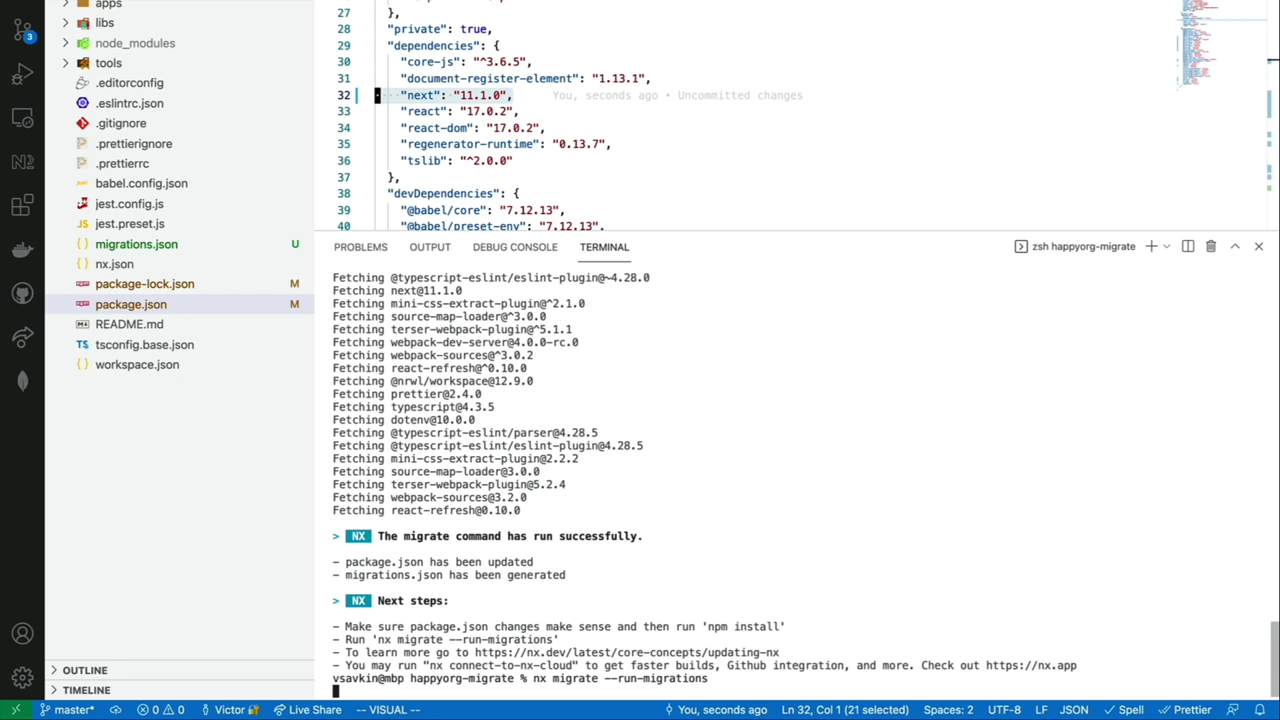 3
apps
libs
node_modules
tools
.editorconfig
.eslintrc.json
.gitignore
.prettierignore
.prettierrc
babel.config.json
jest.config.js
jest.preset.js
migrations.json U
nx.json
package-lock.json M
package.json M
README.md
tsconfig.base.json
workspace.json
OUTLINE
TIMELINE
27 },
28 "private": true,
29 "dependencies": {
30 "core-js": "^3.6.5",
31 "document-register-element": "1.13.1",
32 "next": "11.1.0", You, seconds ago • Uncommitted changes
33 "react": "17.0.2",
34 "react-dom": "17.0.2",
35 "regenerator-runtime": "0.13.7",
36 "tslib": "^2.0.0"
37 },
38 "devDependencies": {
39 "@babel/core": "7.12.13",
40 "@babel/preset-env": "7.12.13",
PROBLEMS OUTPUT DEBUG CONSOLE TERMINAL zsh happyorg-migrate
Fetching @typescript-eslint/eslint-plugin@~4.28.0
Fetching next@11.1.0
Fetching mini-css-extract-plugin@^2.1.0
Fetching source-map-loader@^3.0.0
Fetching terser-webpack-plugin@^5.1.1
Fetching webpack-dev-server@4.0.0-rc.0
Fetching webpack-sources@^3.0.2
Fetching react-refresh@^0.10.0
Fetching @nrwl/workspace@12.9.0
Fetching prettier@2.4.0
Fetching typescript@4.3.5
Fetching dotenv@10.0.0
Fetching @typescript-eslint/parser@4.28.5
Fetching @typescript-eslint/eslint-plugin@4.28.5
Fetching mini-css-extract-plugin@2.2.2
Fetching source-map-loader@3.0.0
Fetching terser-webpack-plugin@5.2.4
Fetching webpack-sources@3.2.0
Fetching react-refresh@0.10.0
> NX The migrate command has run successfully.
- package.json has been updated
- migrations.json has been generated
> NX Next steps:
- Make sure package.json changes make sense and then run 'npm install'
- Run 'nx migrate --run-migrations'
- To learn more go to https://nx.dev/latest/core-concepts/updating-nx
- You may run "nx connect-to-nx-cloud" to get faster builds, Github integration, and more. Check out https://nx.app
vsavkin@mbp happyorg-migrate % nx migrate --run-migrations
master* 0 0 Victor Live Share -- VISUAL -- You, seconds ago Ln 32, Col 1 (21 selected) Spaces: 2 UTF-8 LF JSON Spell Prettier